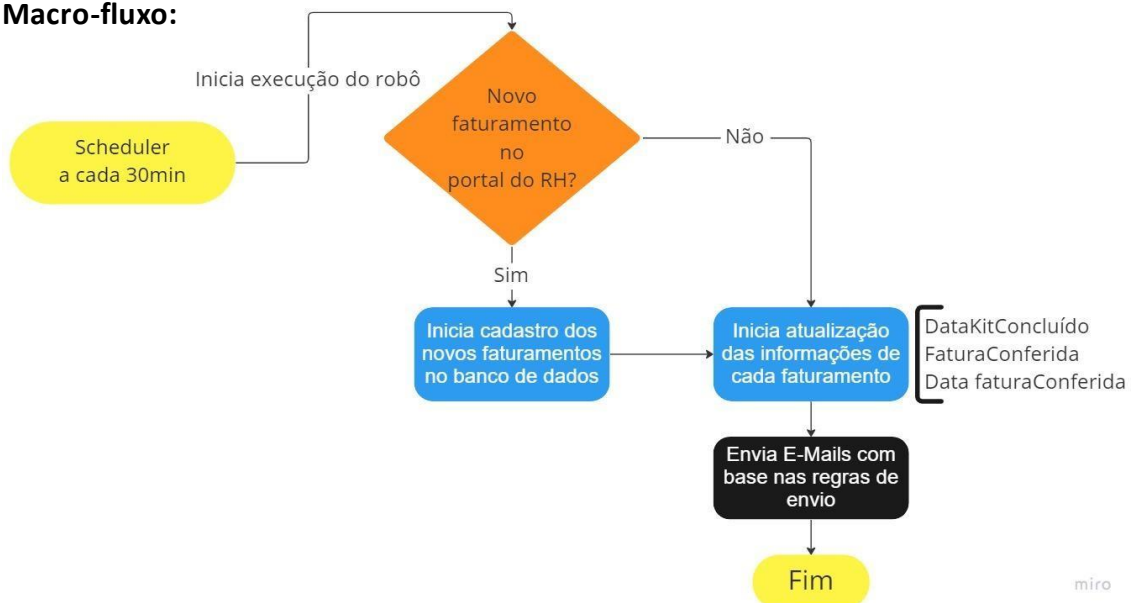 Macro-fluxo:
Inicia execução do robô
Scheduler
a cada 30min
Novo
faturamento
no
portal do RH?
Não
Sim
Inicia cadastro dos
novos faturamentos
no banco de dados
Inicia atualização
das informações de
cada faturamento
DataKitConcluído
FaturaConferida
Data faturaConferida
Envia E-Mails com
base nas regras de
envio
Fim
miro